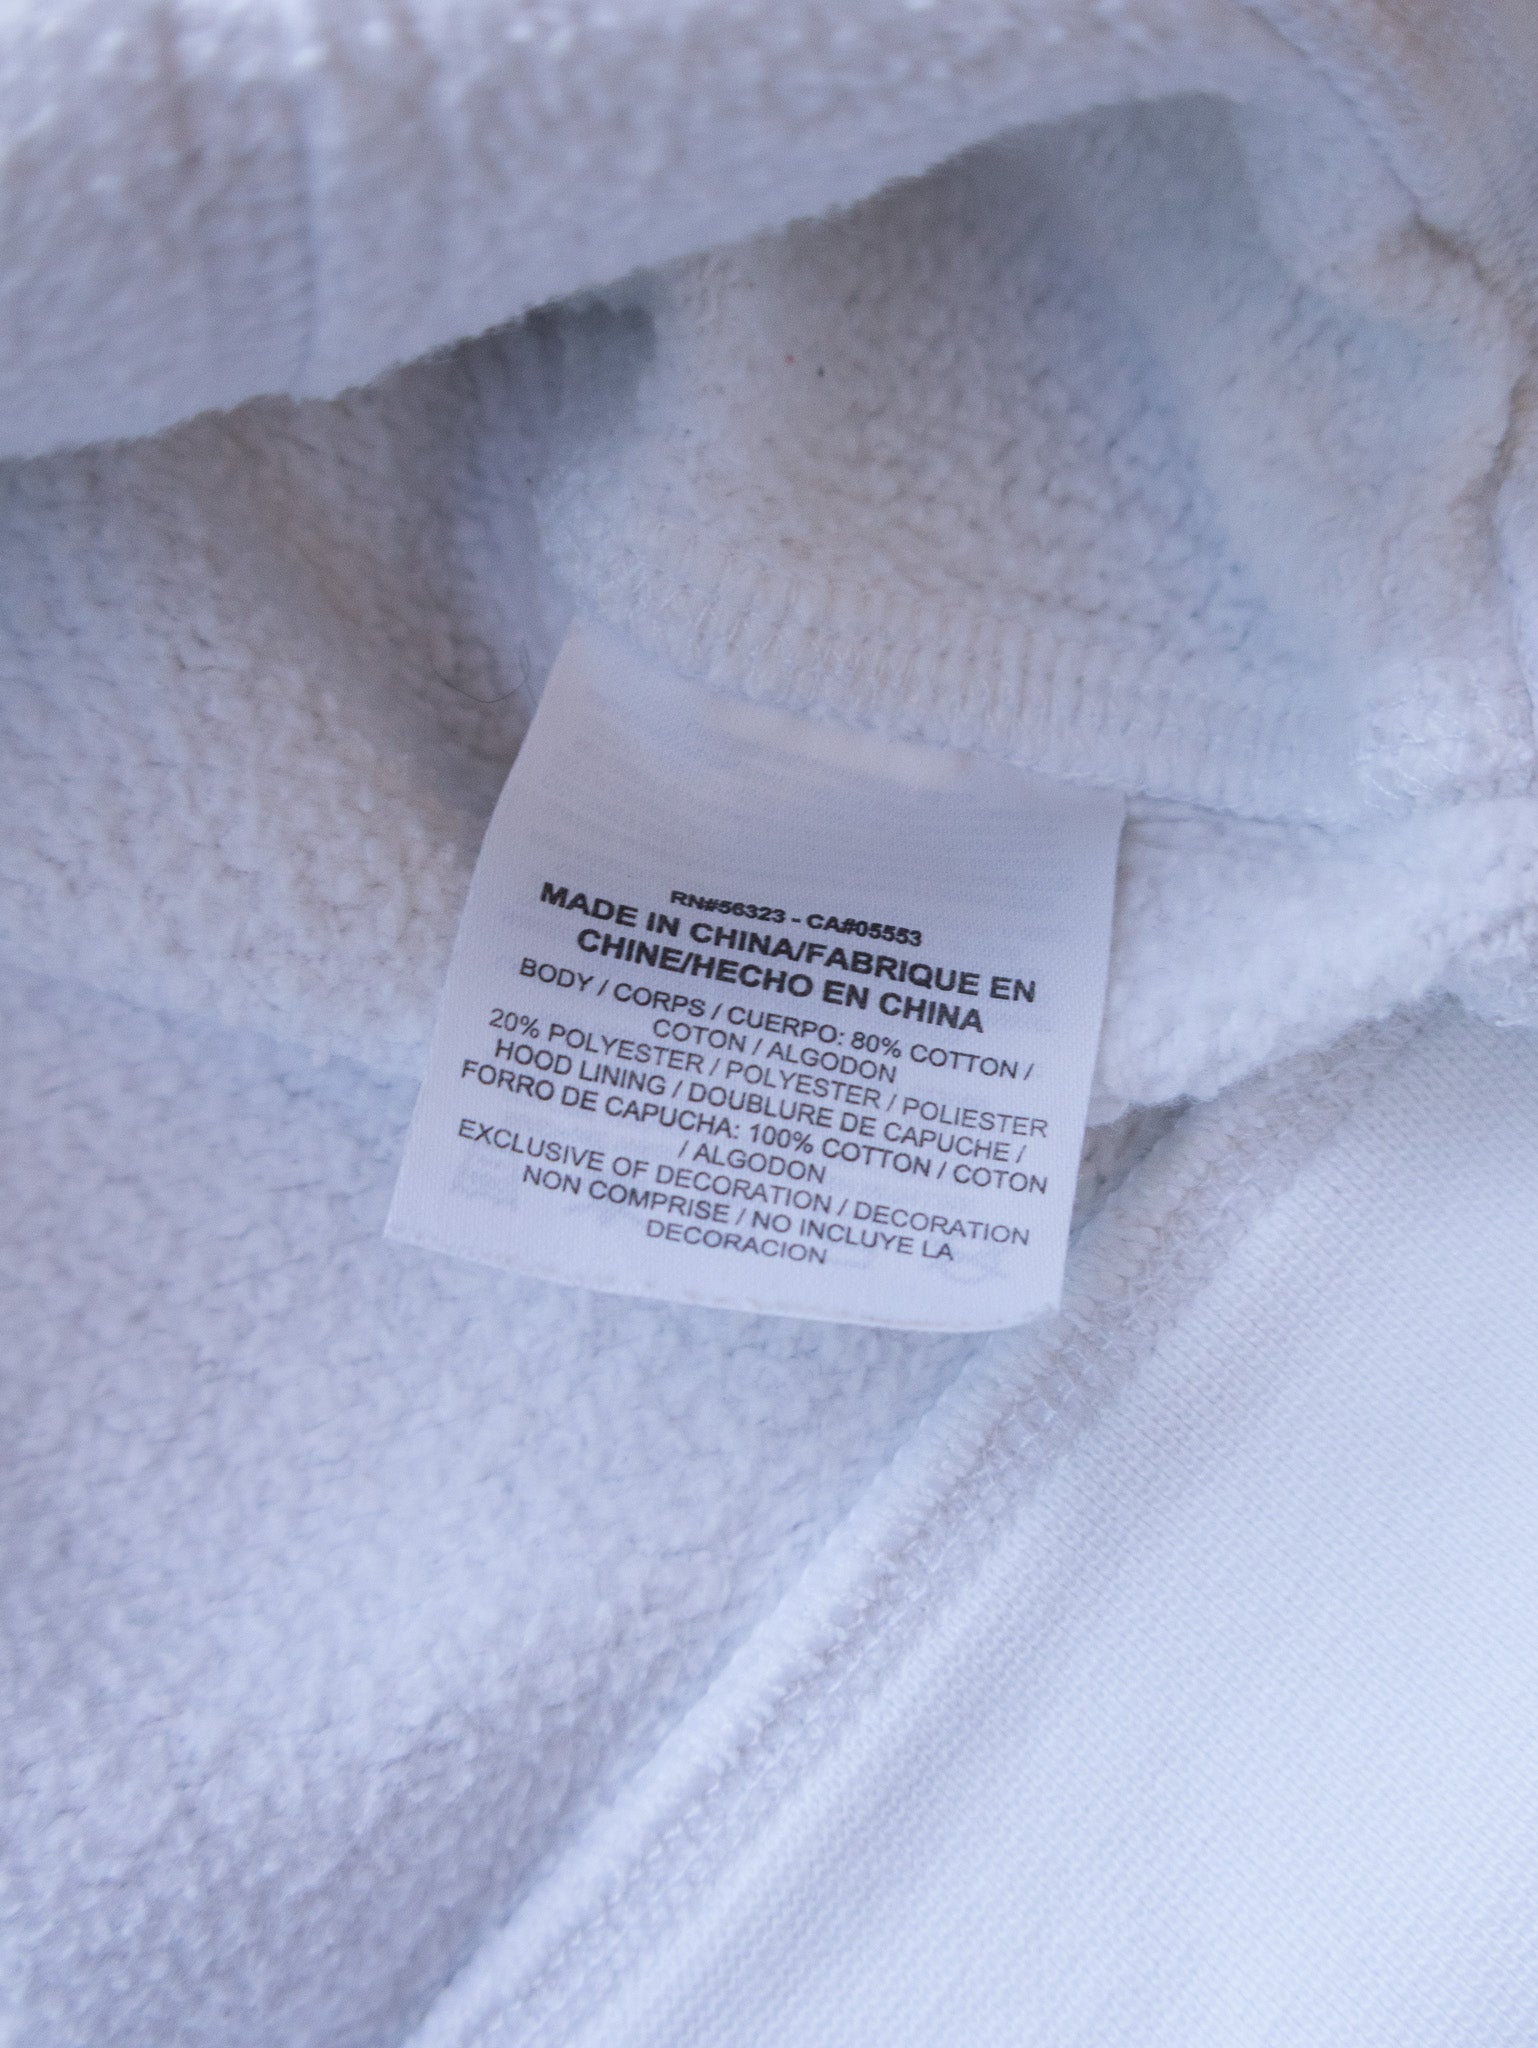 RN#56323 - CA#05553
MADE IN CHINA/FABRIQUE EN
CHINE/HECHO EN CHINA
BODY / CORPS / CUERPO: 80% COTTON /
COTON / ALGODON
20% POLYESTER / POLYESTER / POLIESTER
HOOD LINING / DOUBLURE DE CAPUCHE /
FORRO DE CAPUCHA: 100% COTTON / COTON
/ ALGODON
EXCLUSIVE OF DECORATION / DECORATION
NON COMPRISE / NO INCLUYE LA
DECORACION